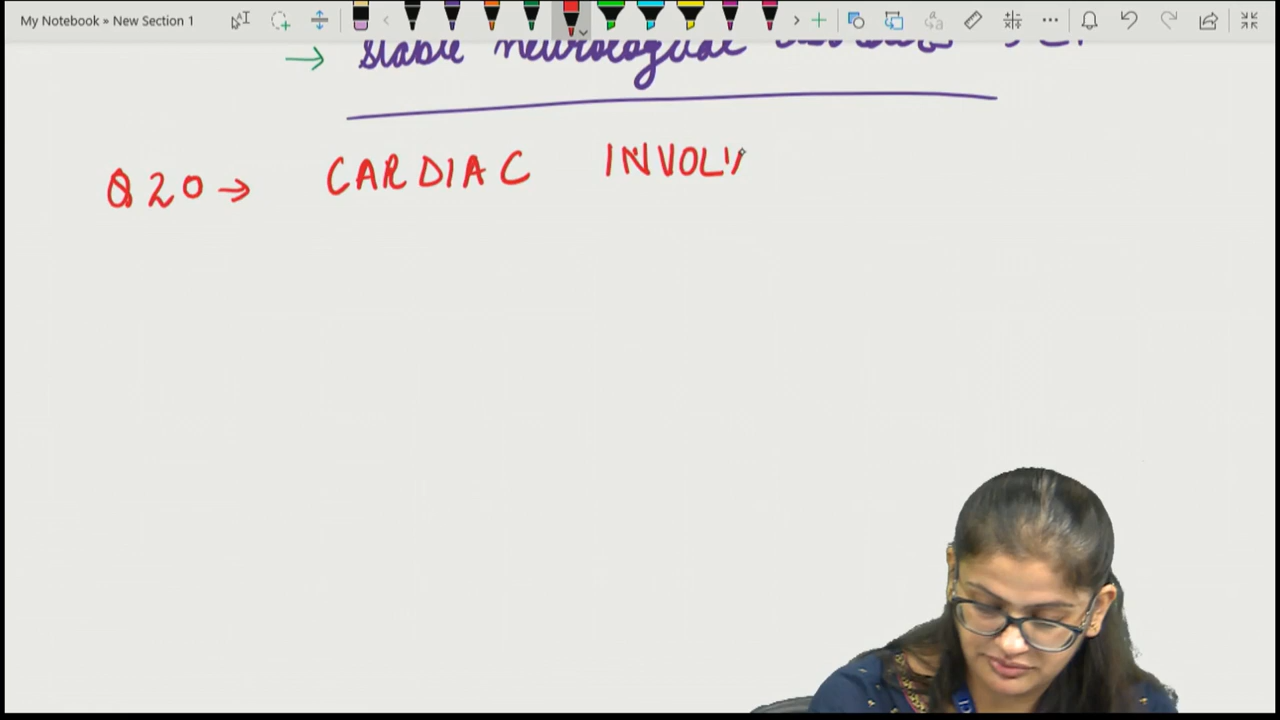 My Notebook » New Section 1
→ stable neurological
Q 20 → CARDIAC INVOLV